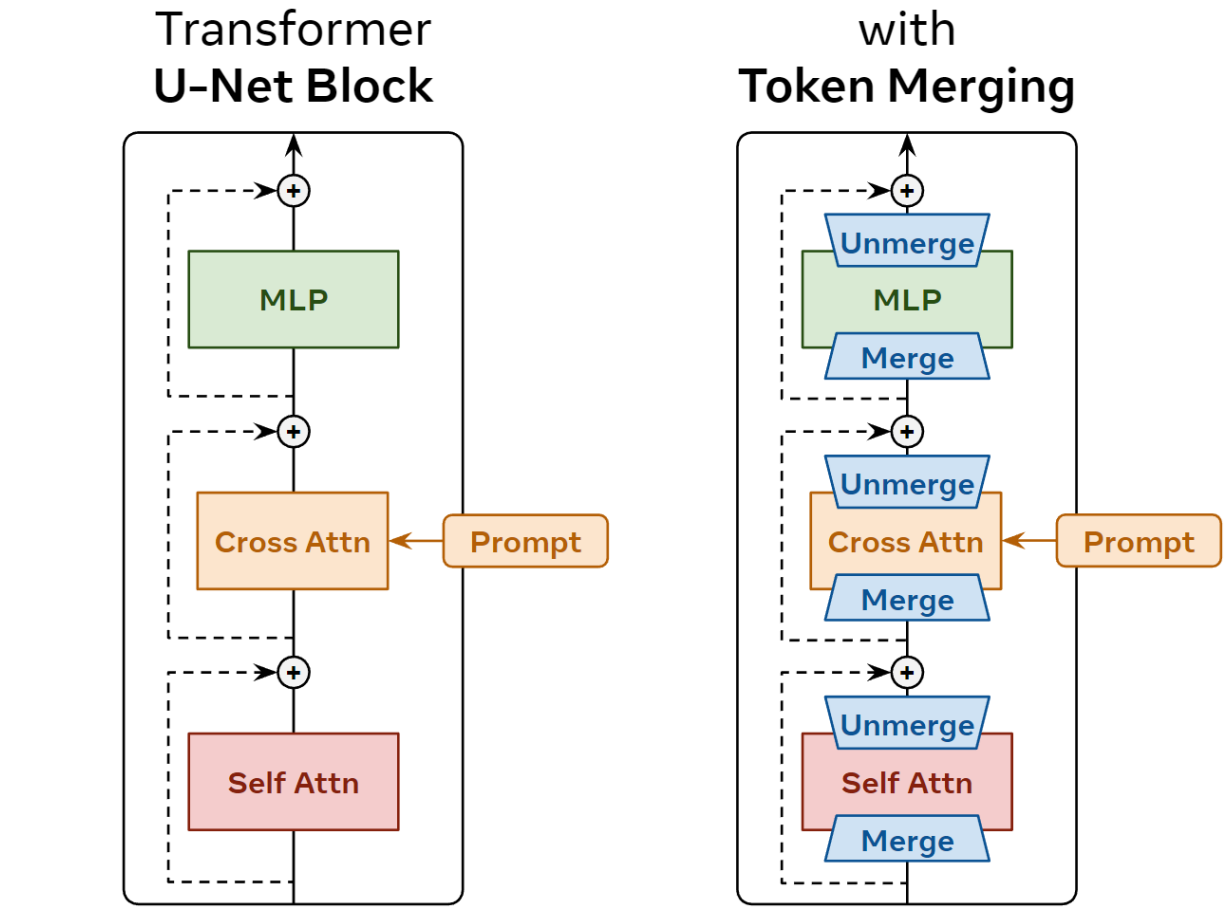 Transformer
U-Net Block
+
MLP
+
Cross Attn
Prompt
+
Self Attn
with
Token Merging
+
Unmerge
MLP
Merge
+
Unmerge
Cross Attn
Prompt
Merge
+
Unmerge
Self Attn
Merge